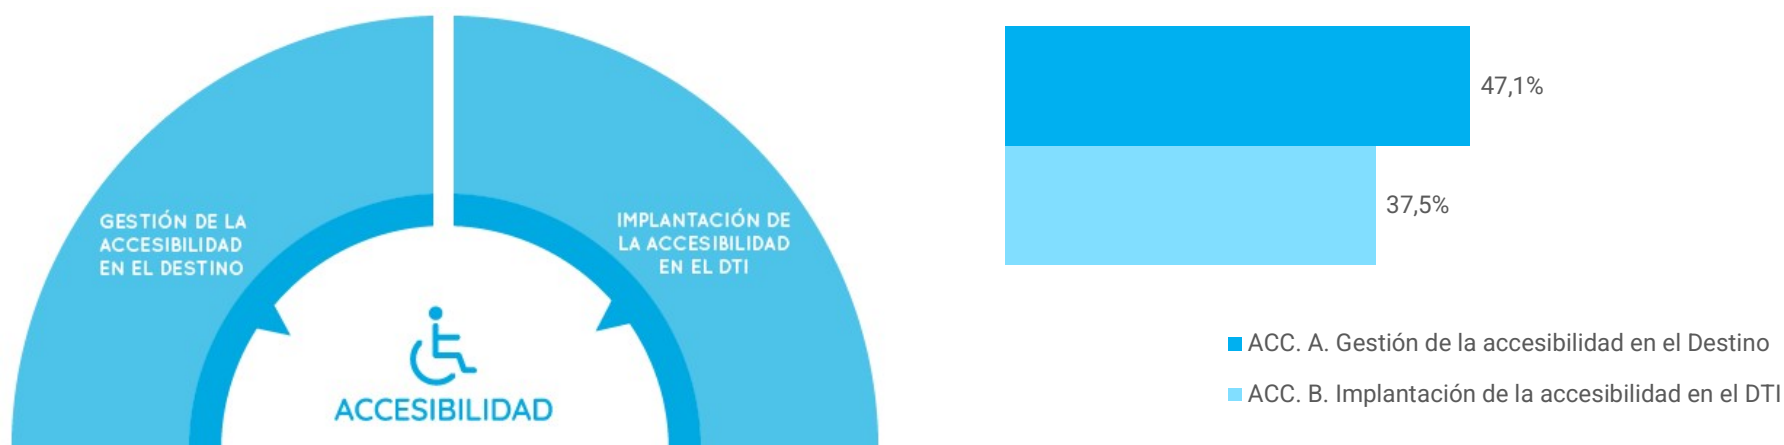 GESTIÓN DE LA
ACCESIBILIDAD
EN EL DESTINO
IMPLANTACIÓN DE
LA ACCESIBILIDAD
EN EL DTI
ACCESIBILIDAD
47,1%
37,5%
ACC. A. Gestión de la accesibilidad en el Destino
ACC. B. Implantación de la accesibilidad en el DTI